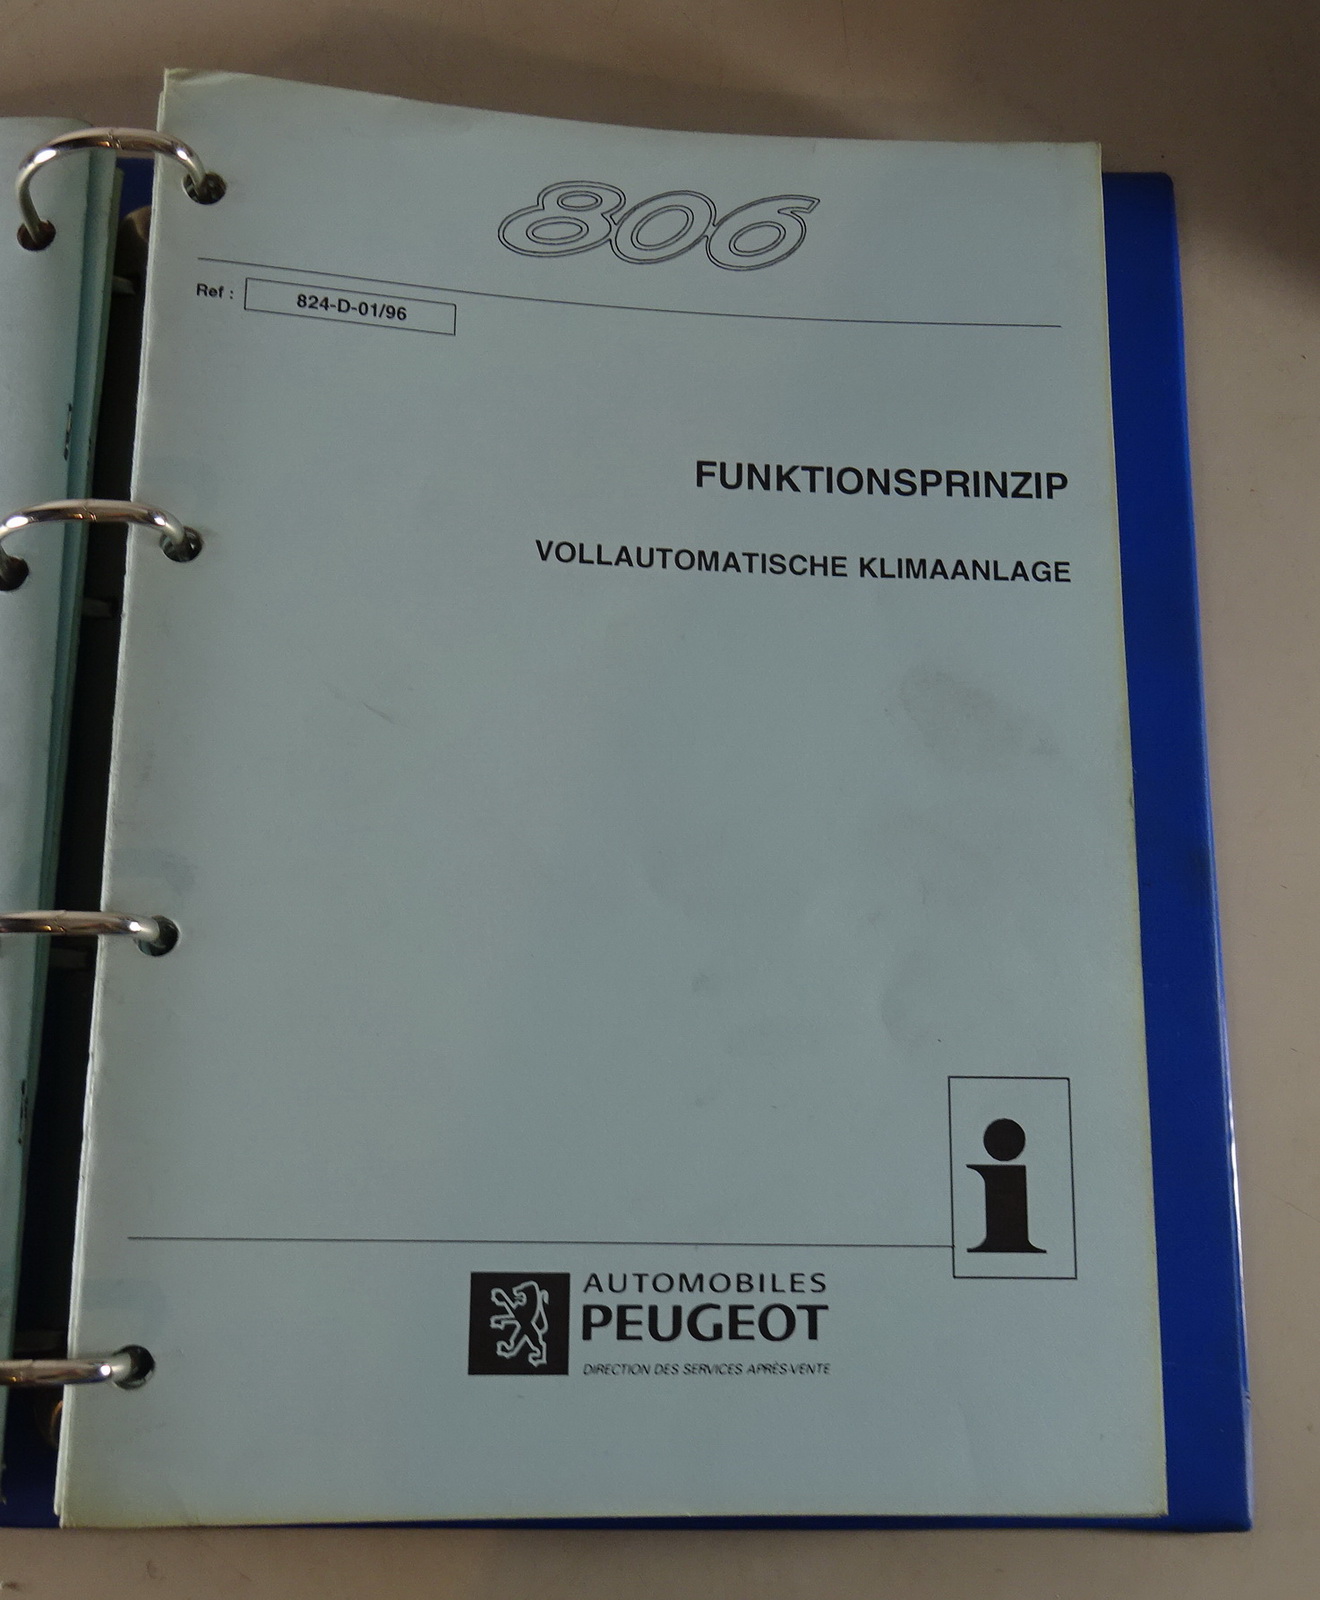 806
Ref : 824-D-01/96
FUNKTIONSPRINZIP
VOLLAUTOMATISCHE KLIMAANLAGE
i
AUTOMOBILES
PEUGEOT
DIRECTION DES SERVICES APRÈS-VENTE